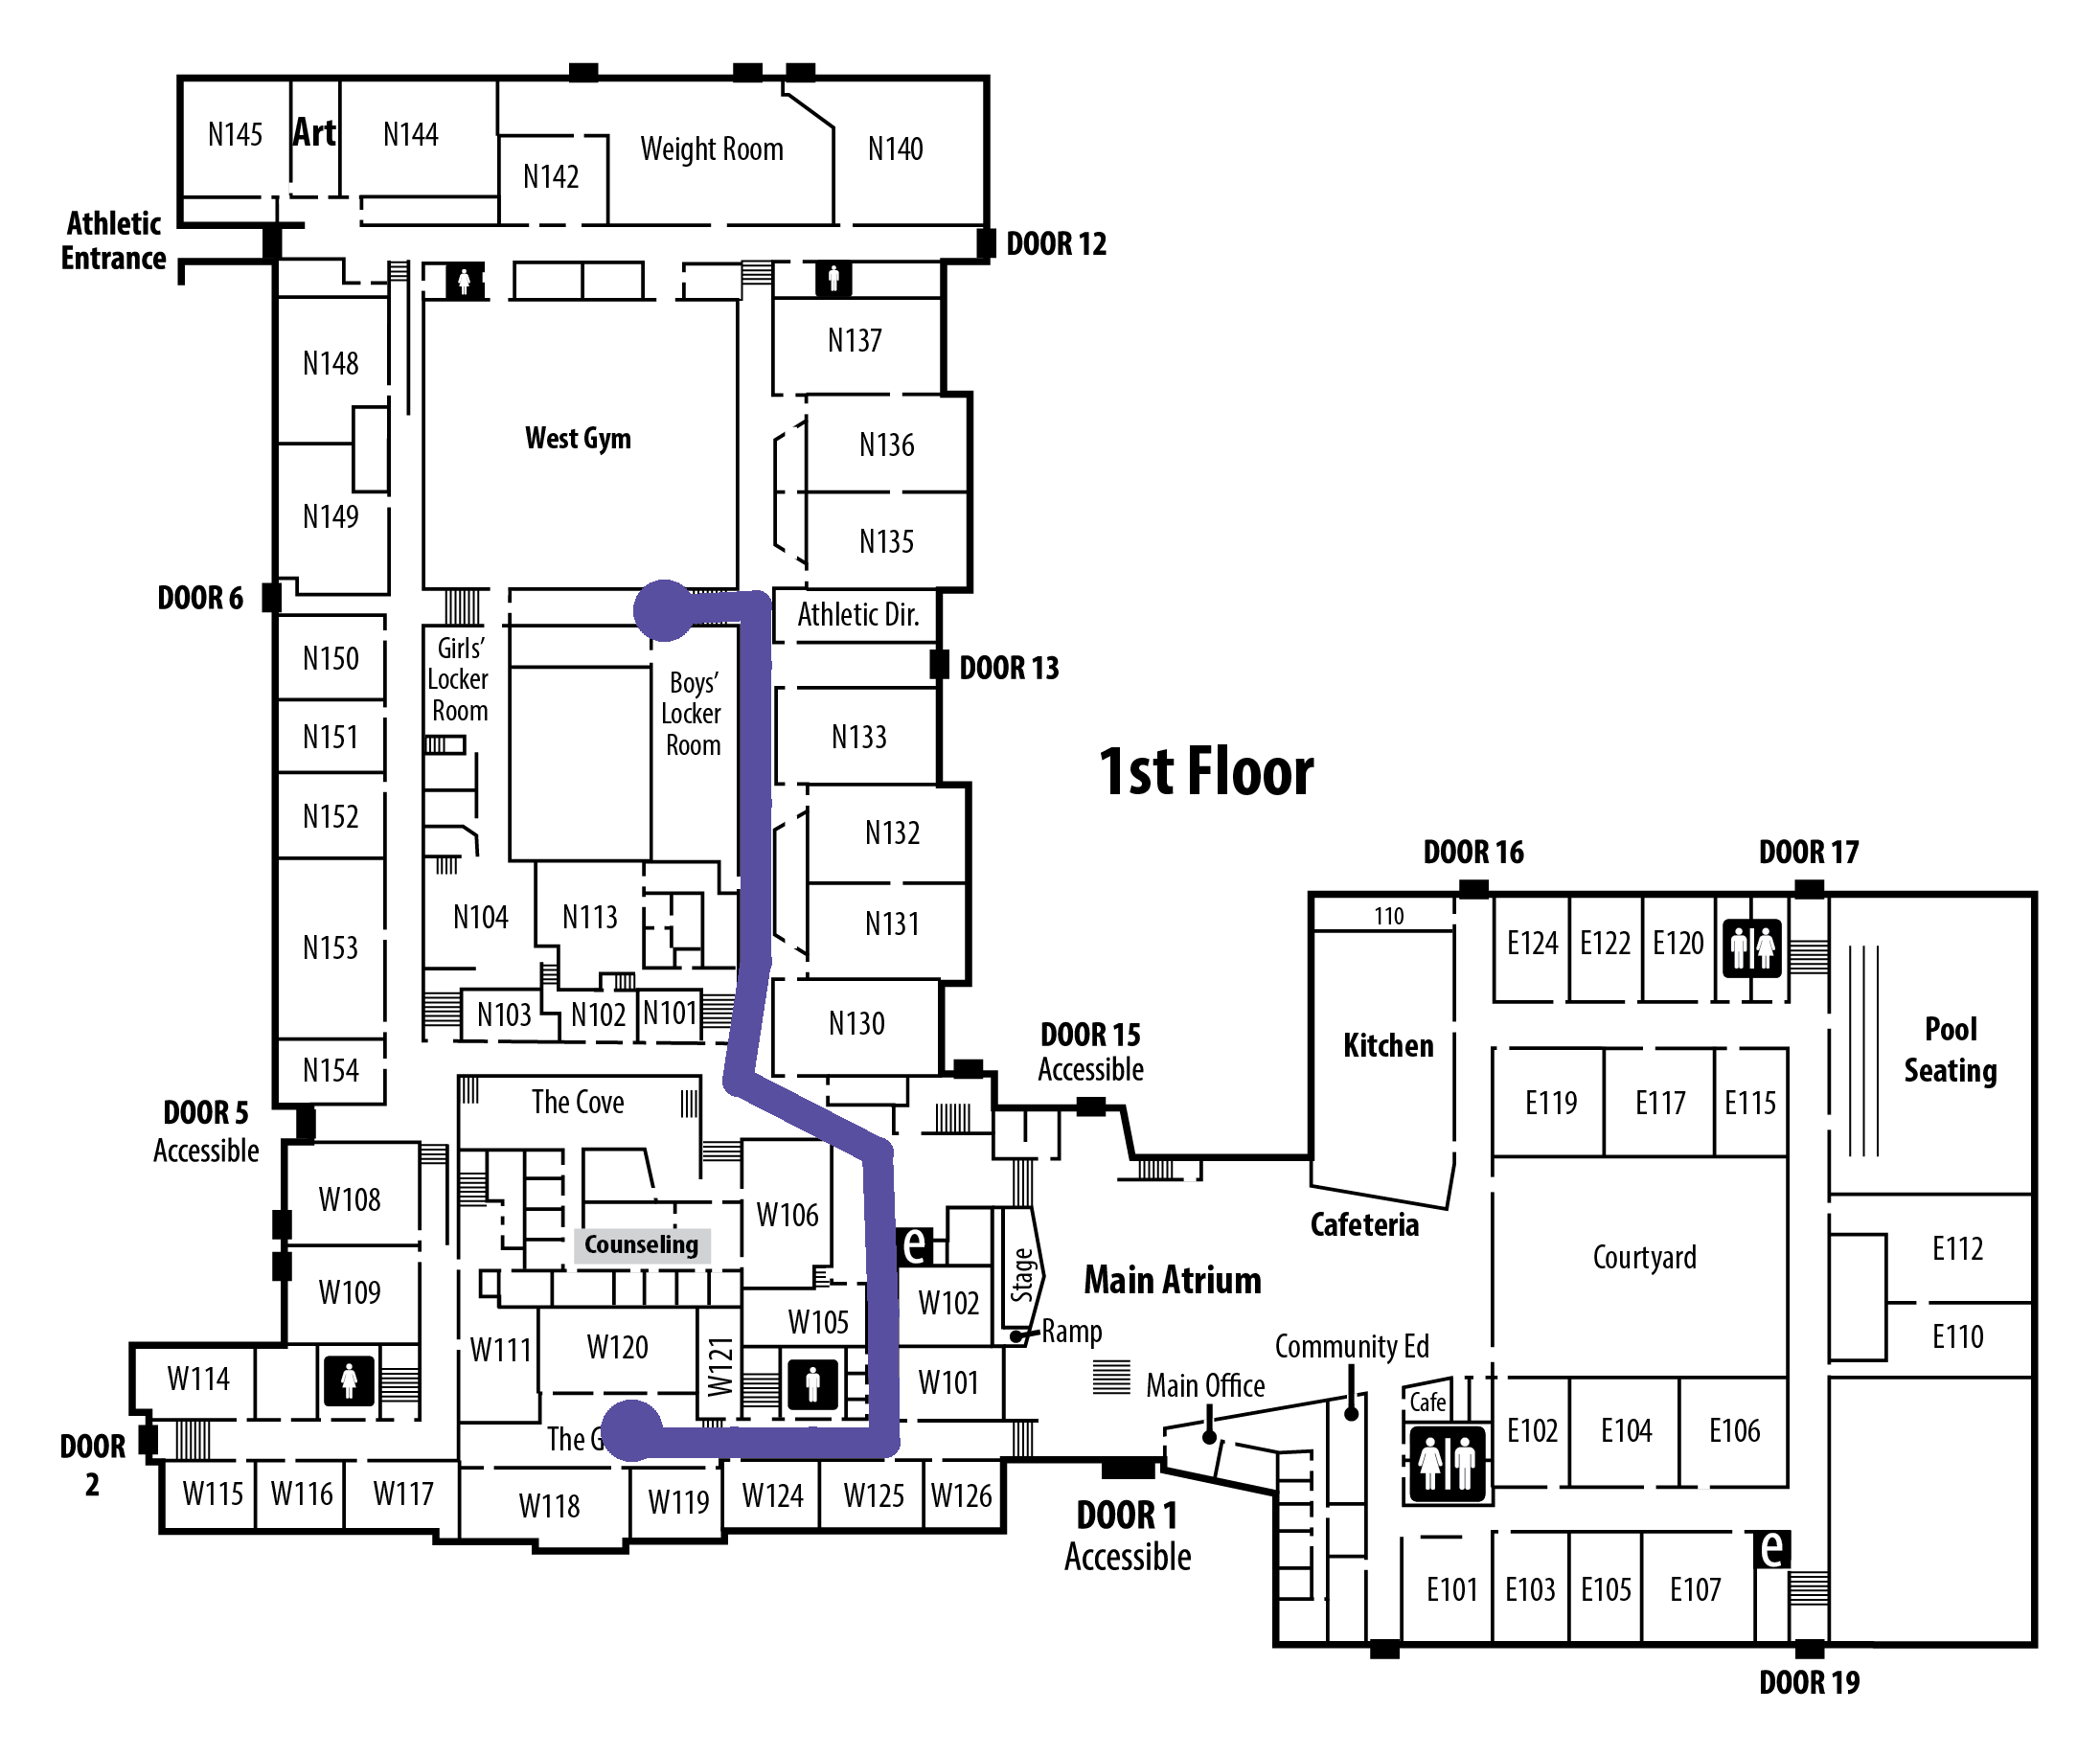 N145
Art
N144
N142
Weight Room
N140
Athletic
Entrance
DOOR 12
N148
N137
West Gym
N136
N149
N135
DOOR 6
Athletic Dir.
N150
Girls'
Locker
Room
Boys'
Locker
Room
DOOR 13
N151
N133
1st Floor
N152
N132
N153
N104
N113
N131
N103
N102
N101
N130
N154
The Cove
DOOR 5
Accessible
DOOR 15
Accessible
DOOR 16
DOOR 17
110
E124
E122
E120
Kitchen
Pool
Seating
E119
E117
E115
W108
W106
Counseling
e
Cafeteria
Courtyard
E112
W109
W102
Stage
Main Atrium
W105
Ramp
E110
W111
W120
W121
Community Ed
W114
W101
Main Office
Cafe
E102
E104
E106
DOOR
2
The
W115
W116
W117
W118
W119
W124
W125
W126
DOOR 1
Accessible
e
E101
E103
E105
E107
DOOR 19